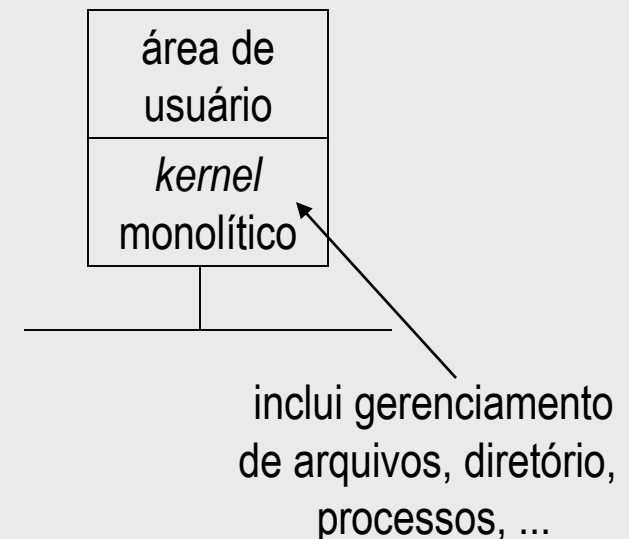 área de
usuário
kernel
monolítico
inclui gerenciamento
de arquivos, diretório,
processos, ...